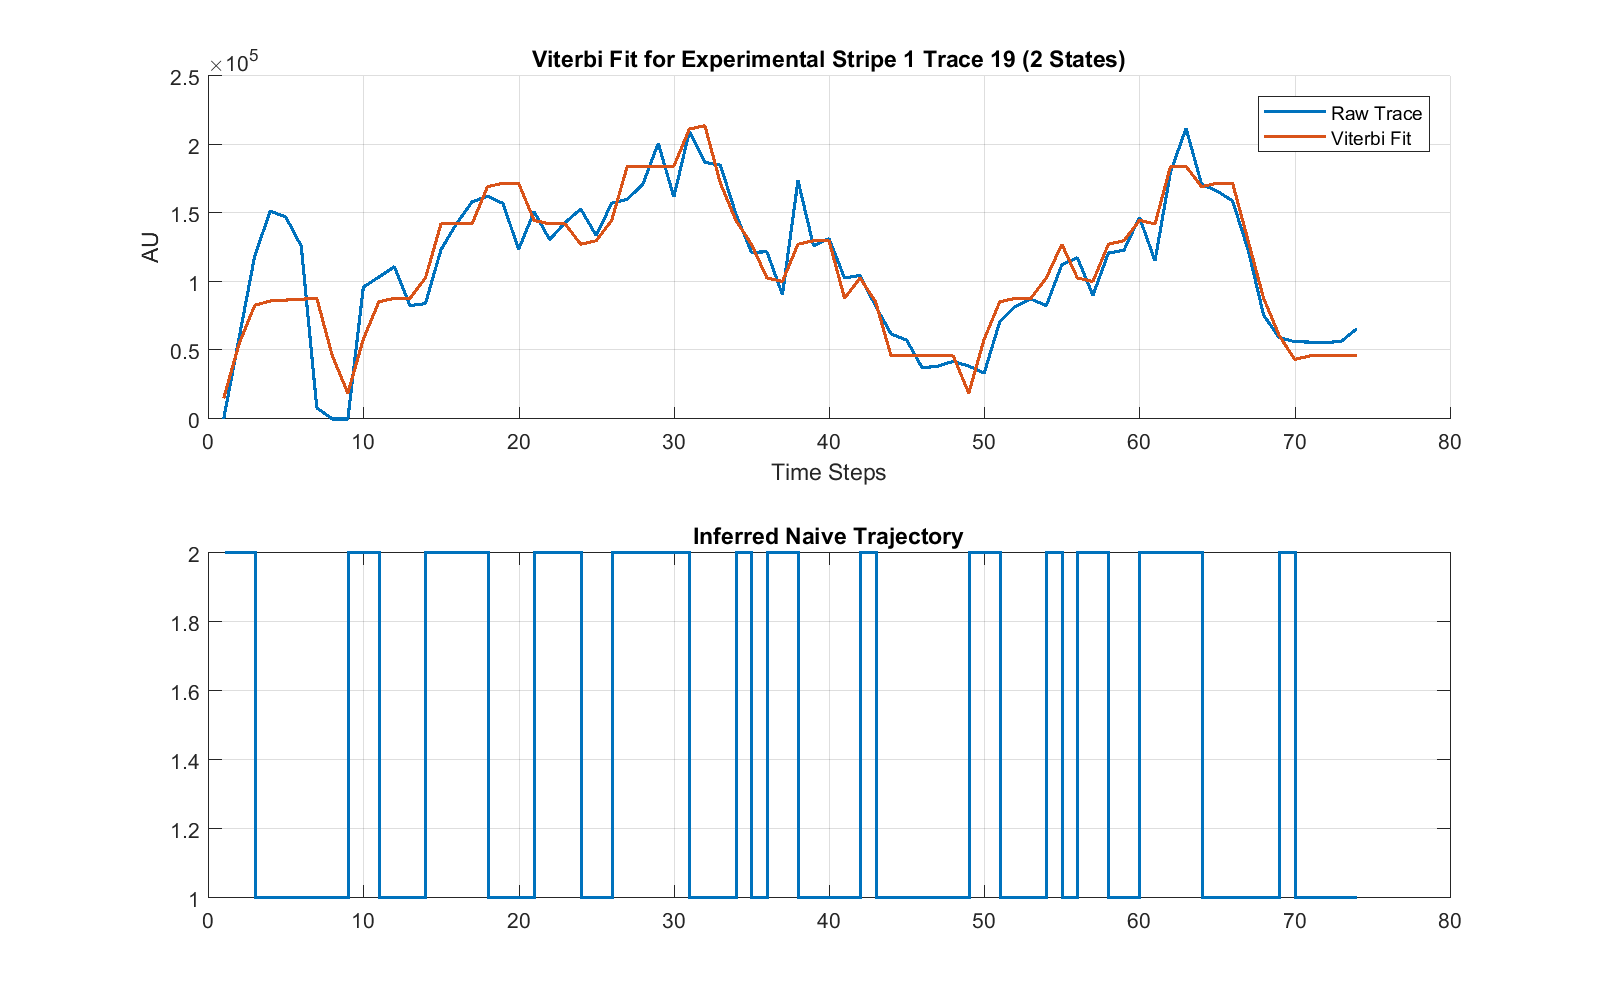 Viterbi Fit for Experimental Stripe 1 Trace 19 (2 States)
×10^5
2.5
2
1.5
1
0.5
0
AU
Raw Trace
Viterbi Fit
0 10 20 30 40 50 60 70 80
Time Steps
Inferred Naive Trajectory
2
1.8
1.6
1.4
1.2
1
0 10 20 30 40 50 60 70 80